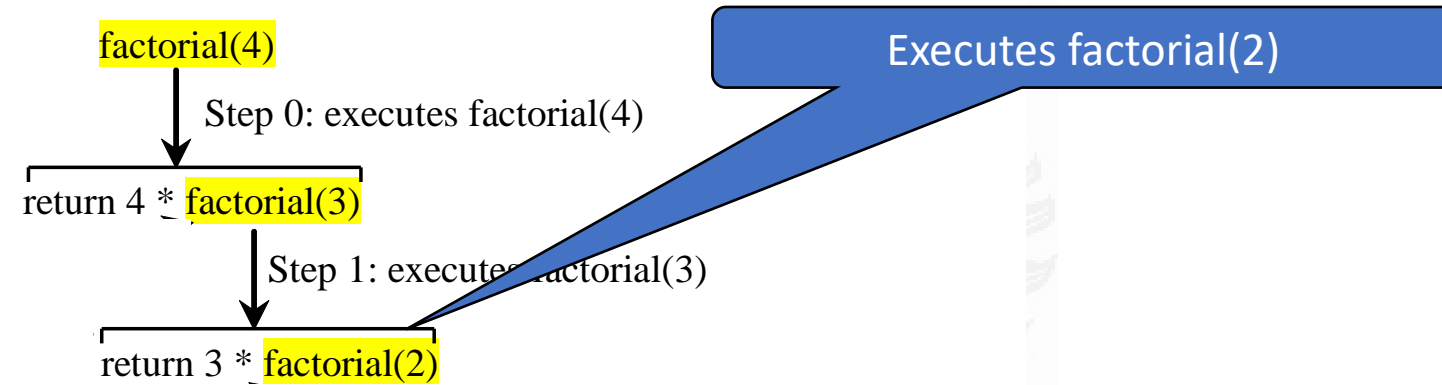 factorial(4)
Executes factorial(2)
Step 0: executes factorial(4)
return 4 * factorial(3)
Step 1: executes factorial(3)
return 3 * factorial(2)